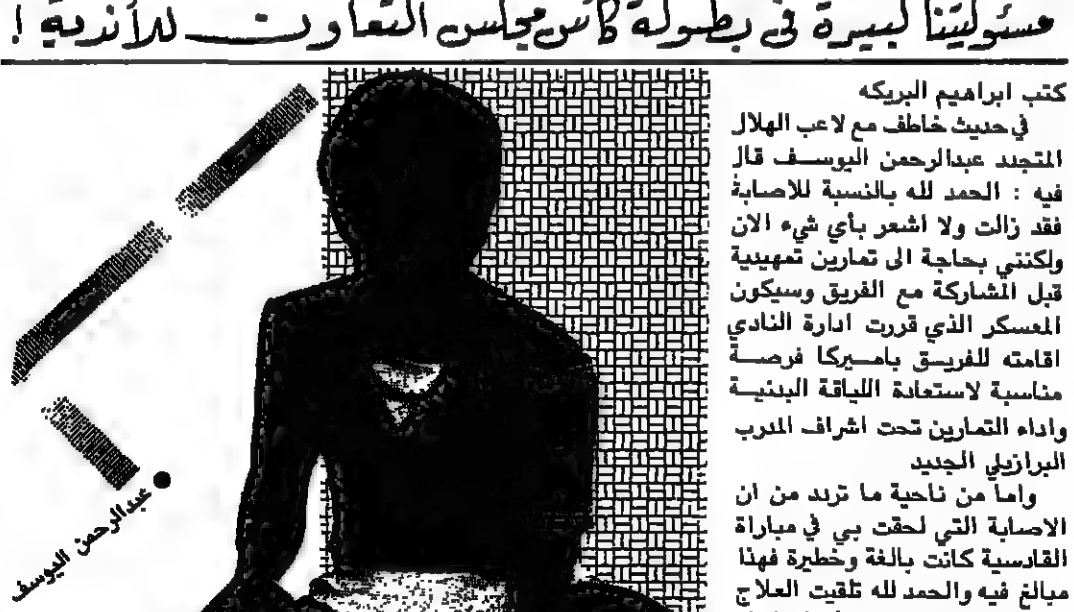 مسئوليتنا كبيرة في بطولة كأس مجلس التعاون للأندية !
كتب ابراهيم البريكه
في حديث خاطف مع لاعب الهلال
المتجدد عبدالرحمن اليوسف قال
فيه : الحمد لله بالنسبة للاصابة
فقد زالت ولا اشعر بأي شيء الان
ولكنني بحاجة الى تمارين تمهيدية
قبل المشاركة مع الفريق وسيكون
المعسكر الذي قررت ادارة النادي
اقامته للفريق باميركا فرصة
مناسبة لاستعادة اللياقة البدنية
واداء التمارين تحت اشراف المدرب
البرازيلي الجديد
واما من ناحية ما تردد من ان
الاصابة التي لحقت بي في مباراة
القادسية كانت بالغة وخطيرة فهذا
مبالغ فيه والحمد لله تلقيت العلاج
● عبدالرحمن اليوسف